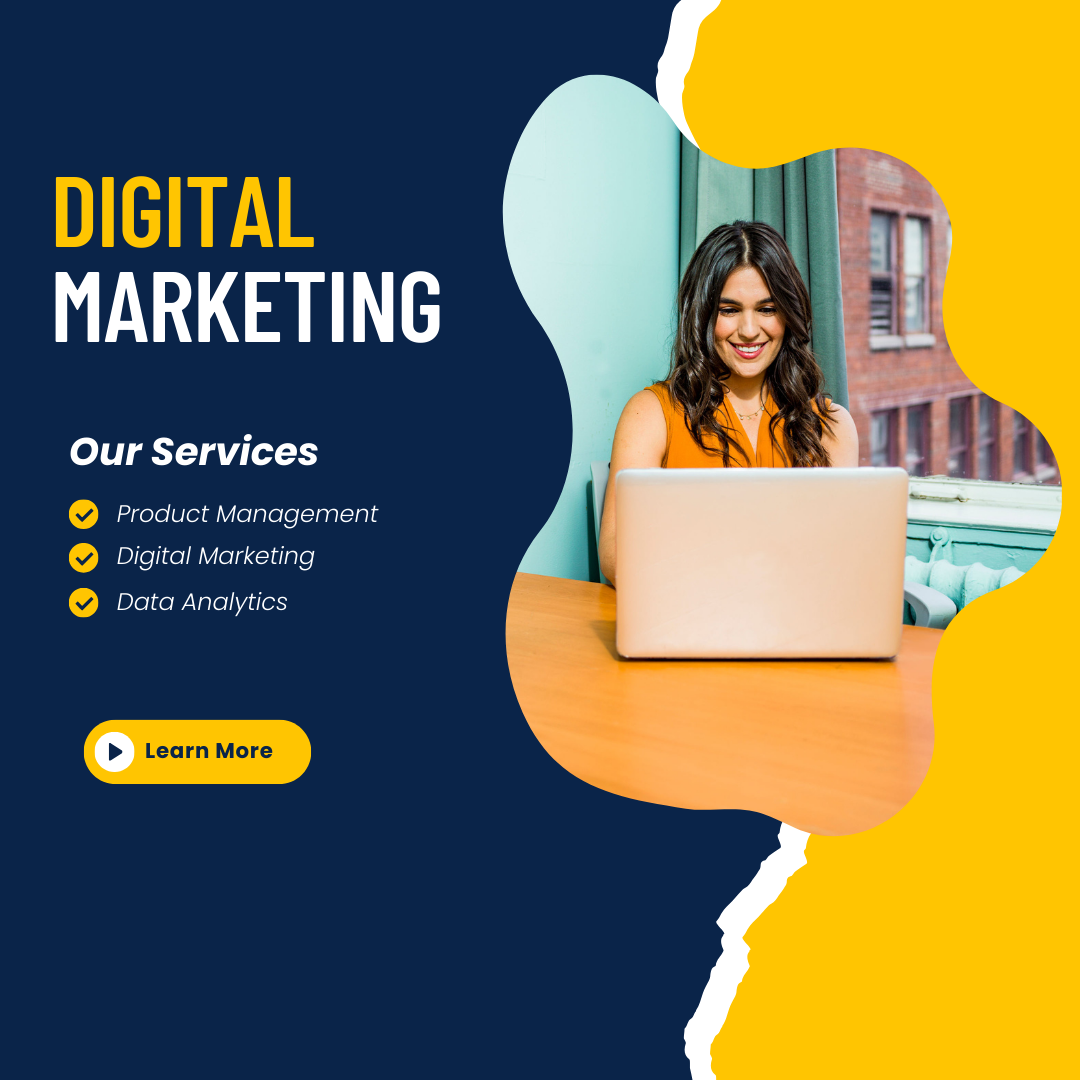 DIGITAL
MARKETING
Our Services
Product Management
Digital Marketing
Data Analytics
Learn More